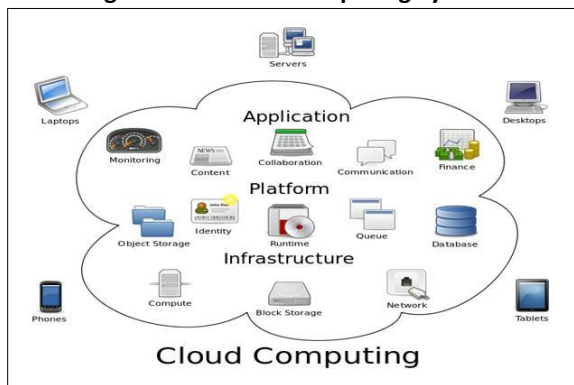 Servers
Laptops
Desktops
Application
Monitoring
NEWS
Content
Collaboration
Communication
Finance
Platform
Object Storage
Identity
Runtime
Queue
Database
Infrastructure
Compute
Block Storage
Network
Phones
Tablets
Cloud Computing